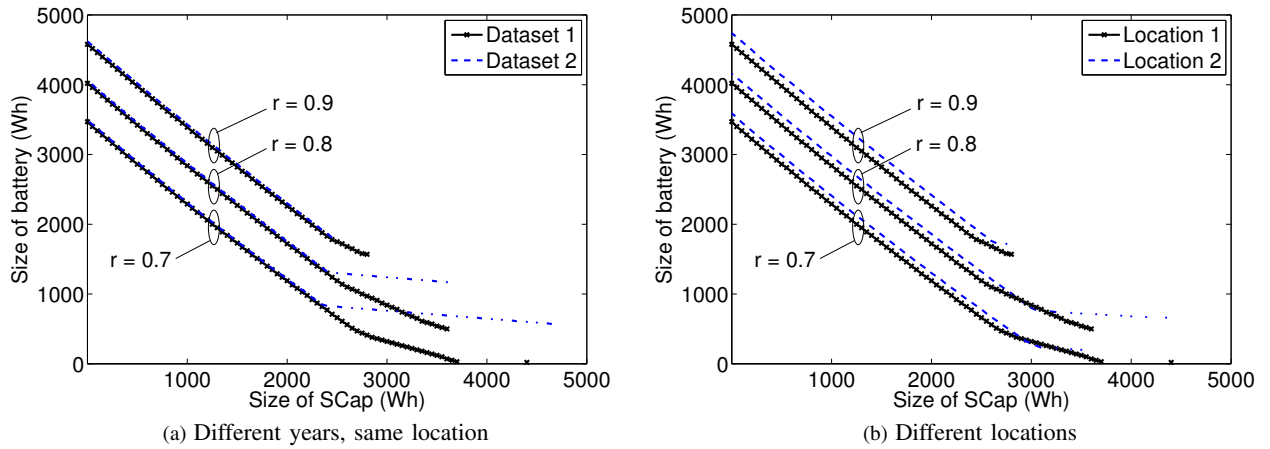 5000
4000
3000
2000
1000
0
Size of battery (Wh)
Dataset 1
Dataset 2
r = 0.9
r = 0.8
r = 0.7
1000 2000 3000 4000 5000
Size of SCap (Wh)
(a) Different years, same location
5000
4000
3000
2000
1000
0
Size of battery (Wh)
Location 1
Location 2
r = 0.9
r = 0.8
r = 0.7
1000 2000 3000 4000 5000
Size of SCap (Wh)
(b) Different locations